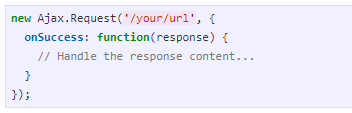 new Ajax.Request('/your/url', {
  onSuccess: function(response) {
    // Handle the response content...
  }
});